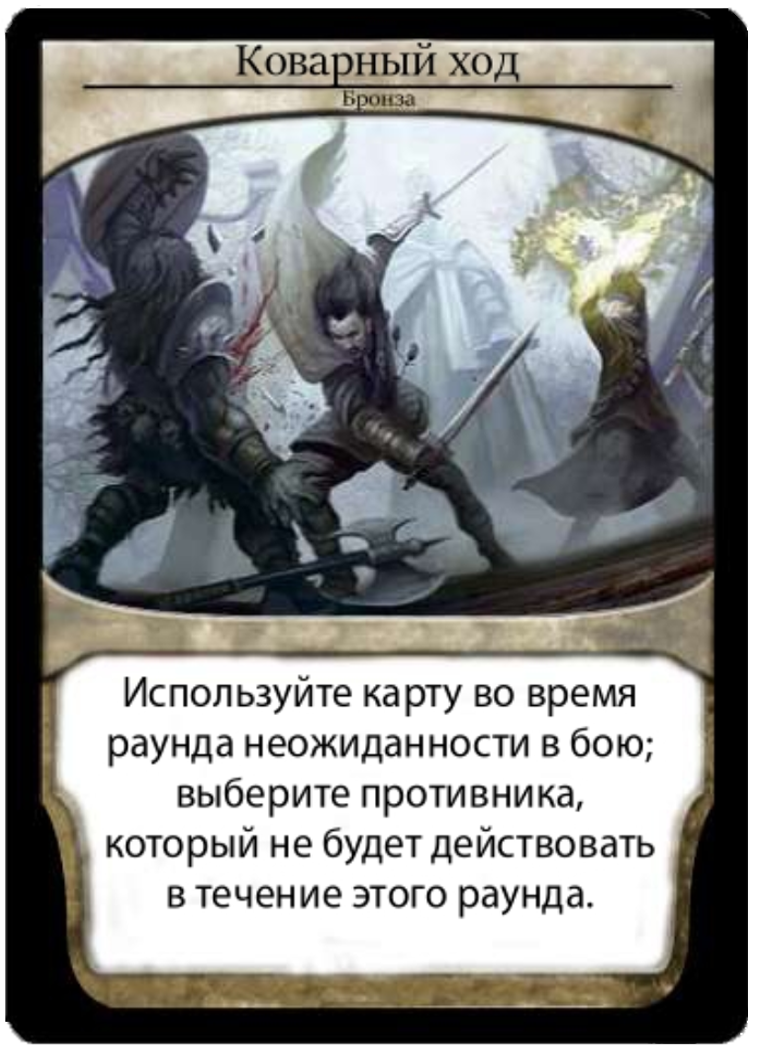 Коварный ход
Бронза
Используйте карту во время
раунда неожиданности в бою;
выберите противника,
который не будет действовать
в течение этого раунда.